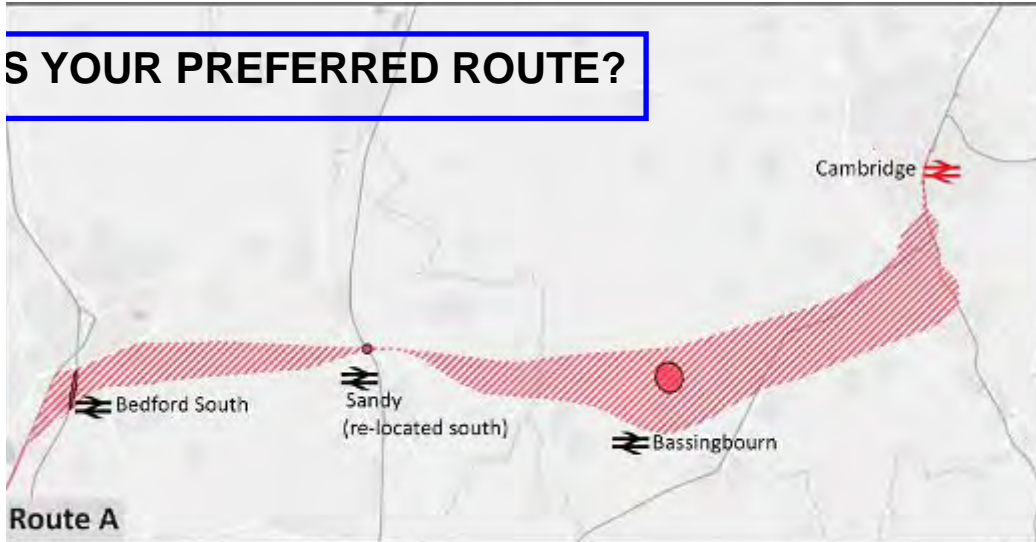 S YOUR PREFERRED ROUTE?
Cambridge
Bedford South
Sandy
(re-located south)
Bassingbourn
Route A